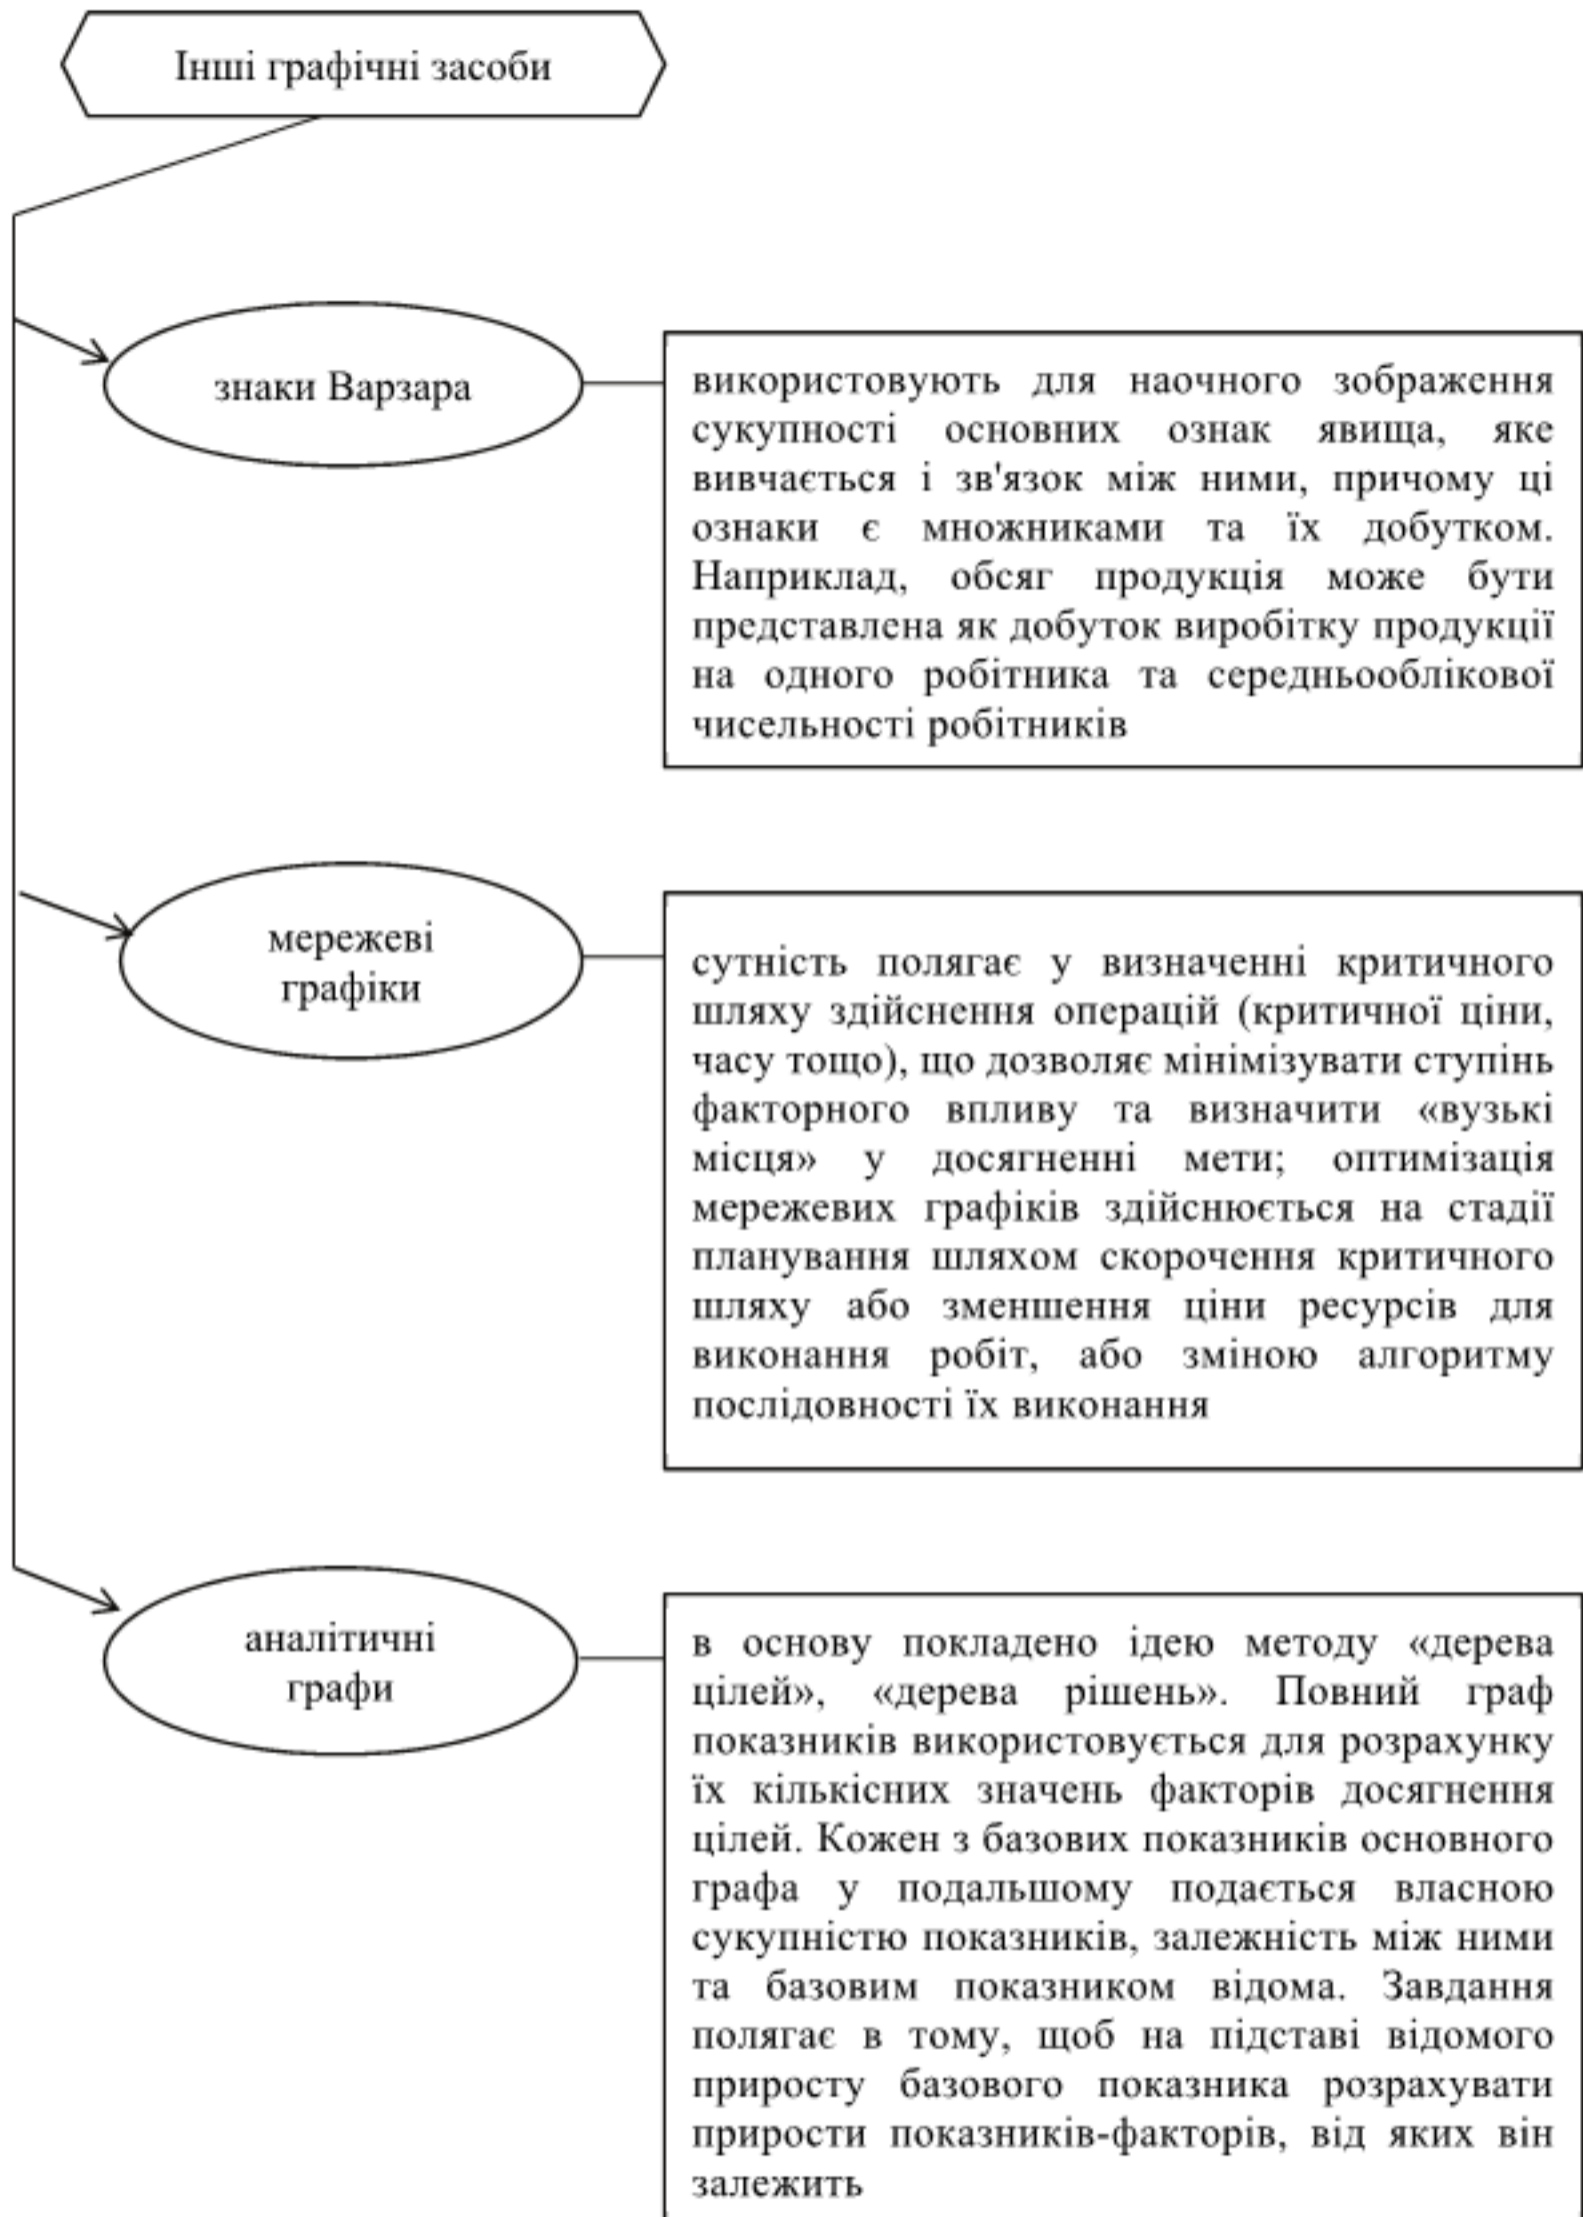 Інші графічні засоби
знаки Варзара
використовують для наочного зображення
сукупності основних ознак явища, яке
вивчається і зв'язок між ними, причому ці
ознаки є множниками та їх добутком.
Наприклад, обсяг продукція може бути
представлена як добуток виробітку продукції
на одного робітника та середньооблікової
чисельності робітників
мережеві
графіки
сутність полягає у визначенні критичного
шляху здійснення операцій (критичної ціни,
часу тощо), що дозволяє мінімізувати ступінь
факторного впливу та визначити «вузькі
місця» у досягненні мети; оптимізація
мережевих графіків здійснюється на стадії
планування шляхом скорочення критичного
шляху або зменшення ціни ресурсів для
виконання робіт, або зміною алгоритму
послідовності їх виконання
аналітичні
графи
в основу покладено ідею методу «дерева
цілей», «дерева рішень». Повний граф
показників використовується для розрахунку
їх кількісних значень факторів досягнення
цілей. Кожен з базових показників основного
графа у подальшому подається власною
сукупністю показників, залежність між ними
та базовим показником відома. Завдання
полягає в тому, щоб на підставі відомого
приросту базового показника розрахувати
прирости показників-факторів, від яких він
залежить